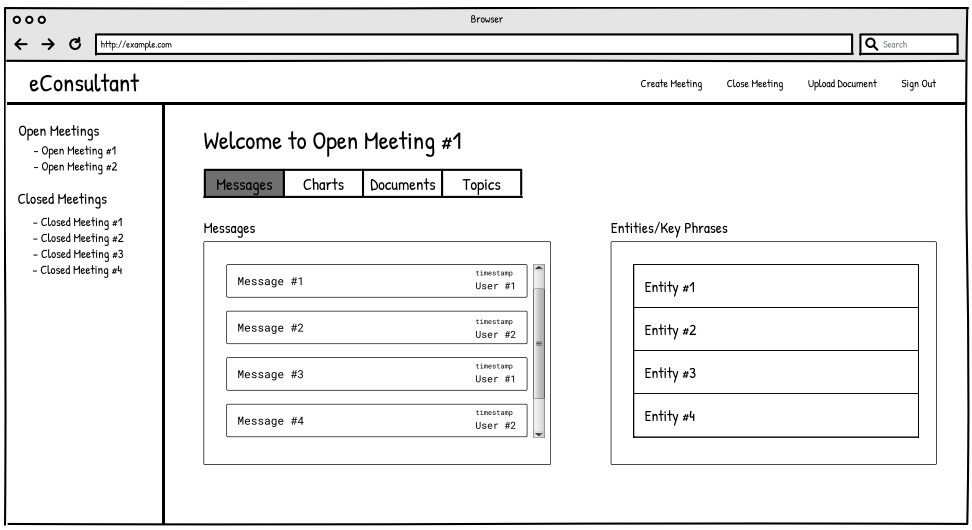 Browser
http://example.com
Search
eConsultant
Create Meeting
Close Meeting
Upload Document
Sign Out
Open Meetings
- Open Meeting #1
- Open Meeting #2
Closed Meetings
- Closed Meeting #1
- Closed Meeting #2
- Closed Meeting #3
- Closed Meeting #4
Welcome to Open Meeting #1
Messages
Charts
Documents
Topics
Messages
Message #1
timestamp
User #1
Message #2
timestamp
User #2
Message #3
timestamp
User #1
Message #4
timestamp
User #2
Entities/Key Phrases
Entity #1
Entity #2
Entity #3
Entity #4